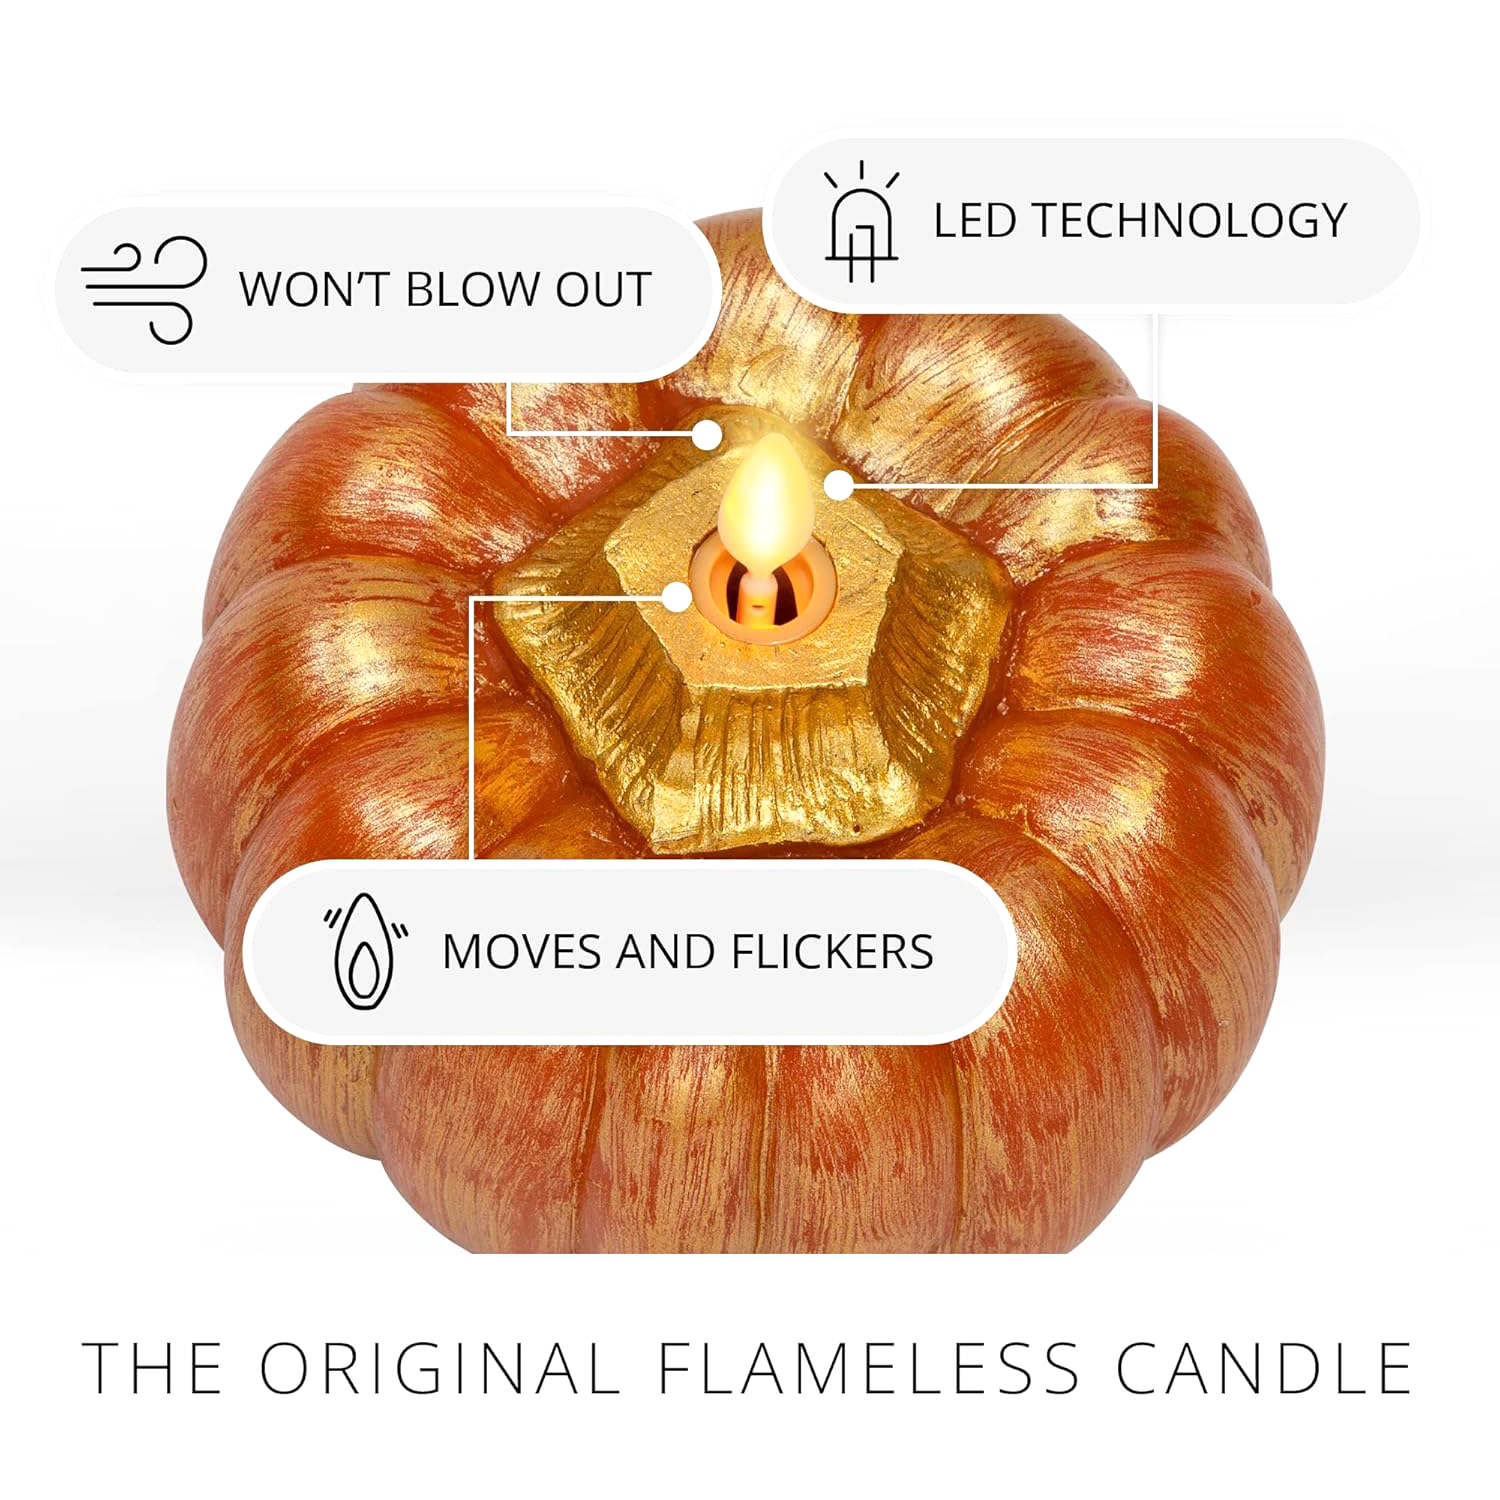 LED TECHNOLOGY
WON'T BLOW OUT
MOVES AND FLICKERS
THE ORIGINAL FLAMELESS CANDLE